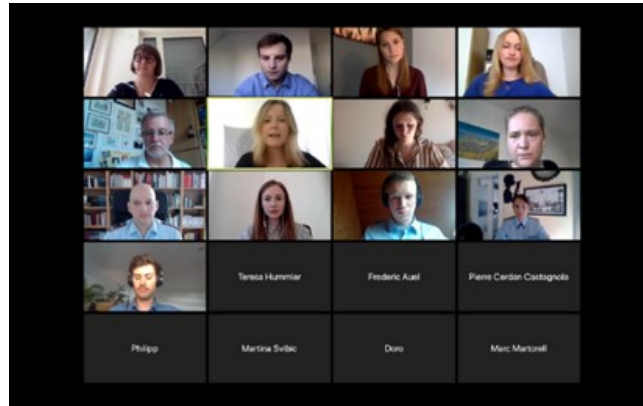 Teresa Hummler
Frederic Auel
Pierre Cerdan Castagnola
Philipp
Martina Svibic
Doro
Marc Martorell